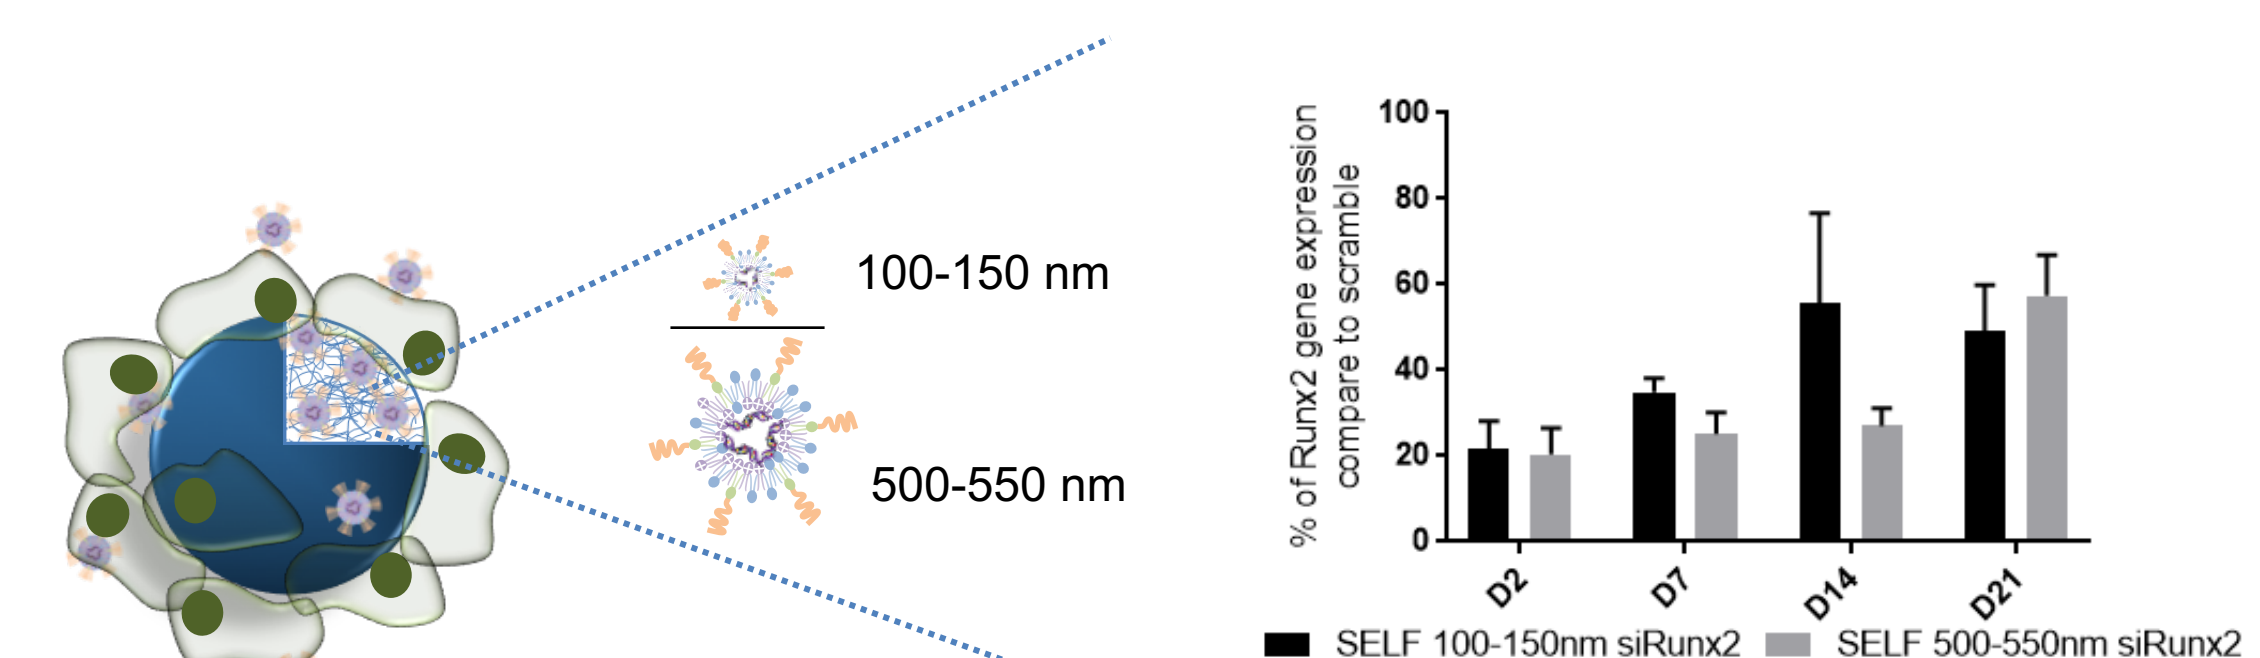 100-150 nm
500-550 nm
% of Runx2 gene expression
compare to scramble
100
80
60
40
20
0
D2
D7
D14
D21
SELF 100-150nm siRunx2
SELF 500-550nm siRunx2